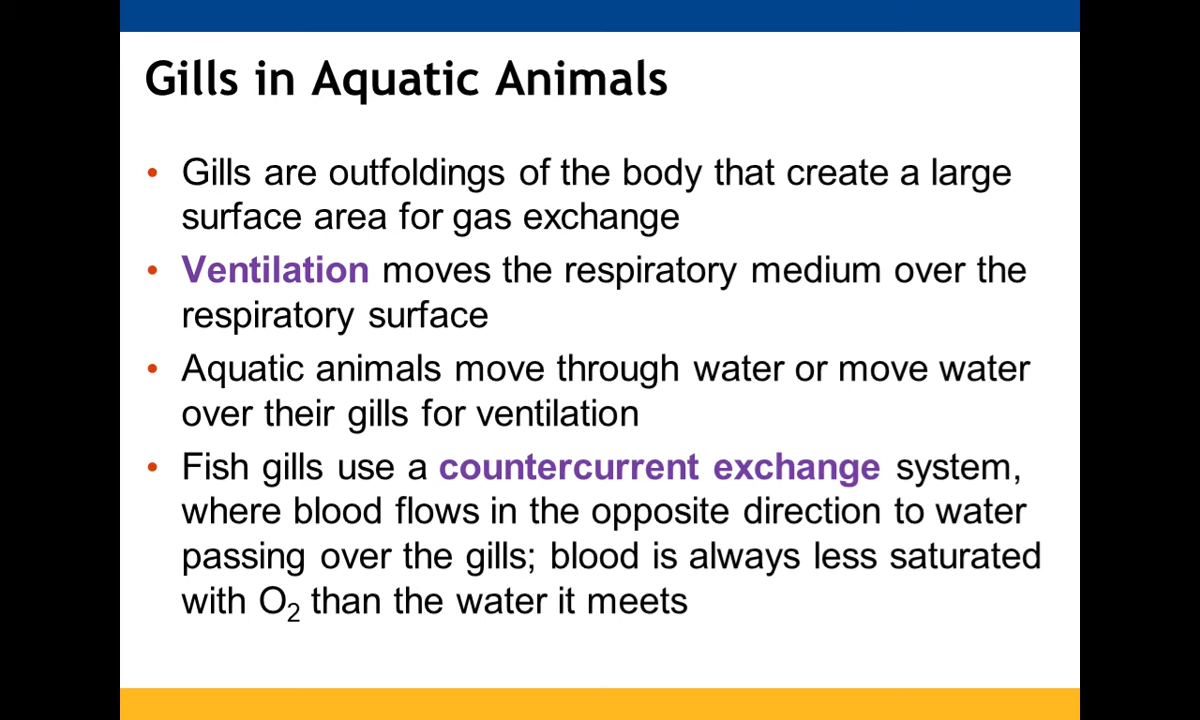 Gills in Aquatic Animals
• Gills are outfoldings of the body that create a large
surface area for gas exchange
• Ventilation moves the respiratory medium over the
respiratory surface
• Aquatic animals move through water or move water
over their gills for ventilation
• Fish gills use a countercurrent exchange system,
where blood flows in the opposite direction to water
passing over the gills; blood is always less saturated
with O₂ than the water it meets